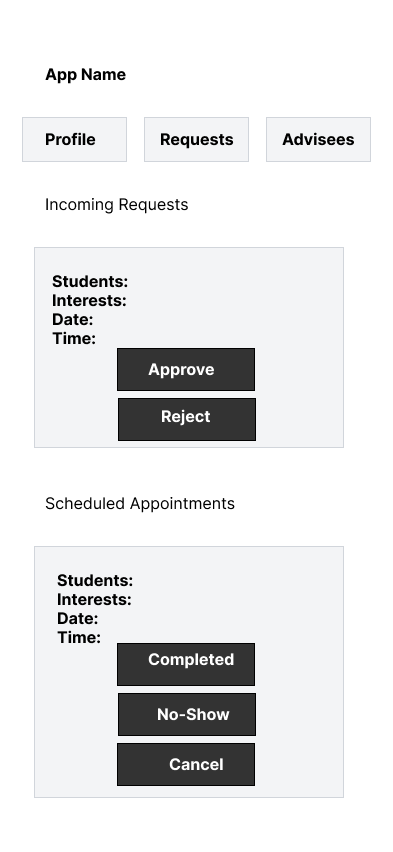 App Name
Profile Requests Advisees
Incoming Requests
Students:
Interests:
Date:
Time:
Approve
Reject
Scheduled Appointments
Students:
Interests:
Date:
Time:
Completed
No-Show
Cancel